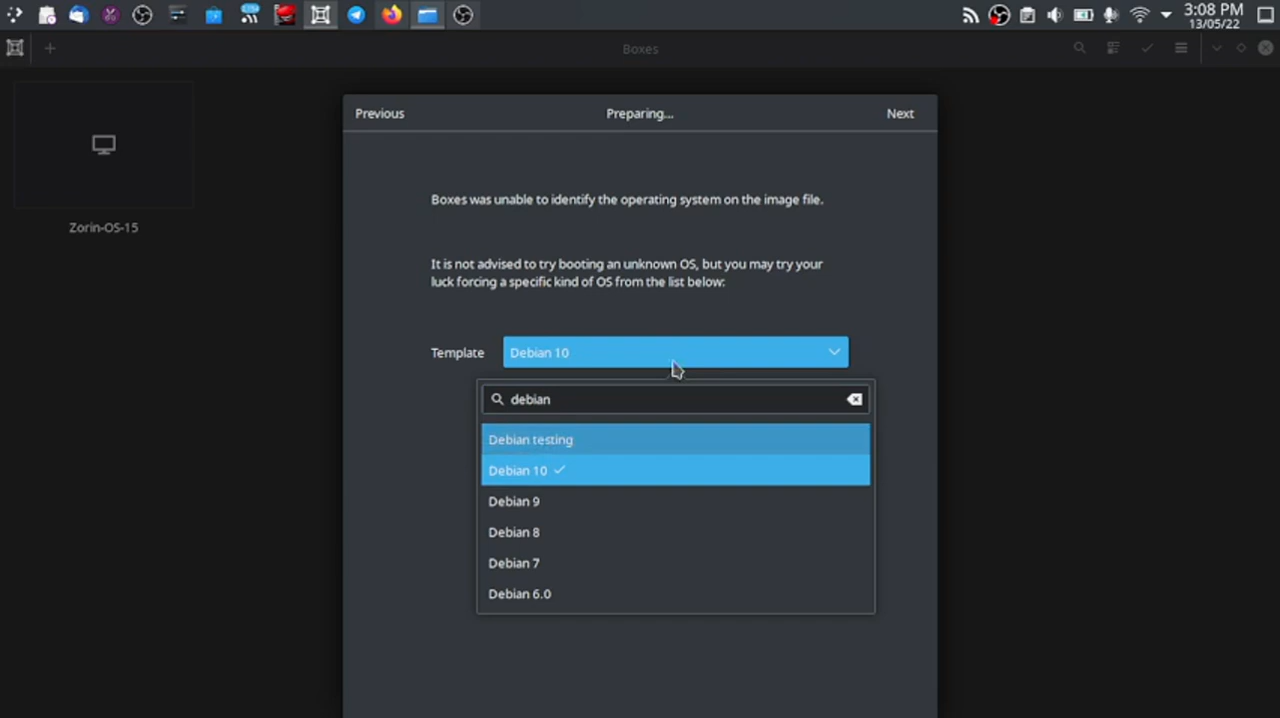 3:08 PM
13/05/22
Boxes
Previous
Preparing...
Next
Zorin-OS-15
Boxes was unable to identify the operating system on the image file.
It is not advised to try booting an unknown OS, but you may try your
luck forcing a specific kind of OS from the list below:
Template
Debian 10
debian
Debian testing
Debian 10
Debian 9
Debian 8
Debian 7
Debian 6.0